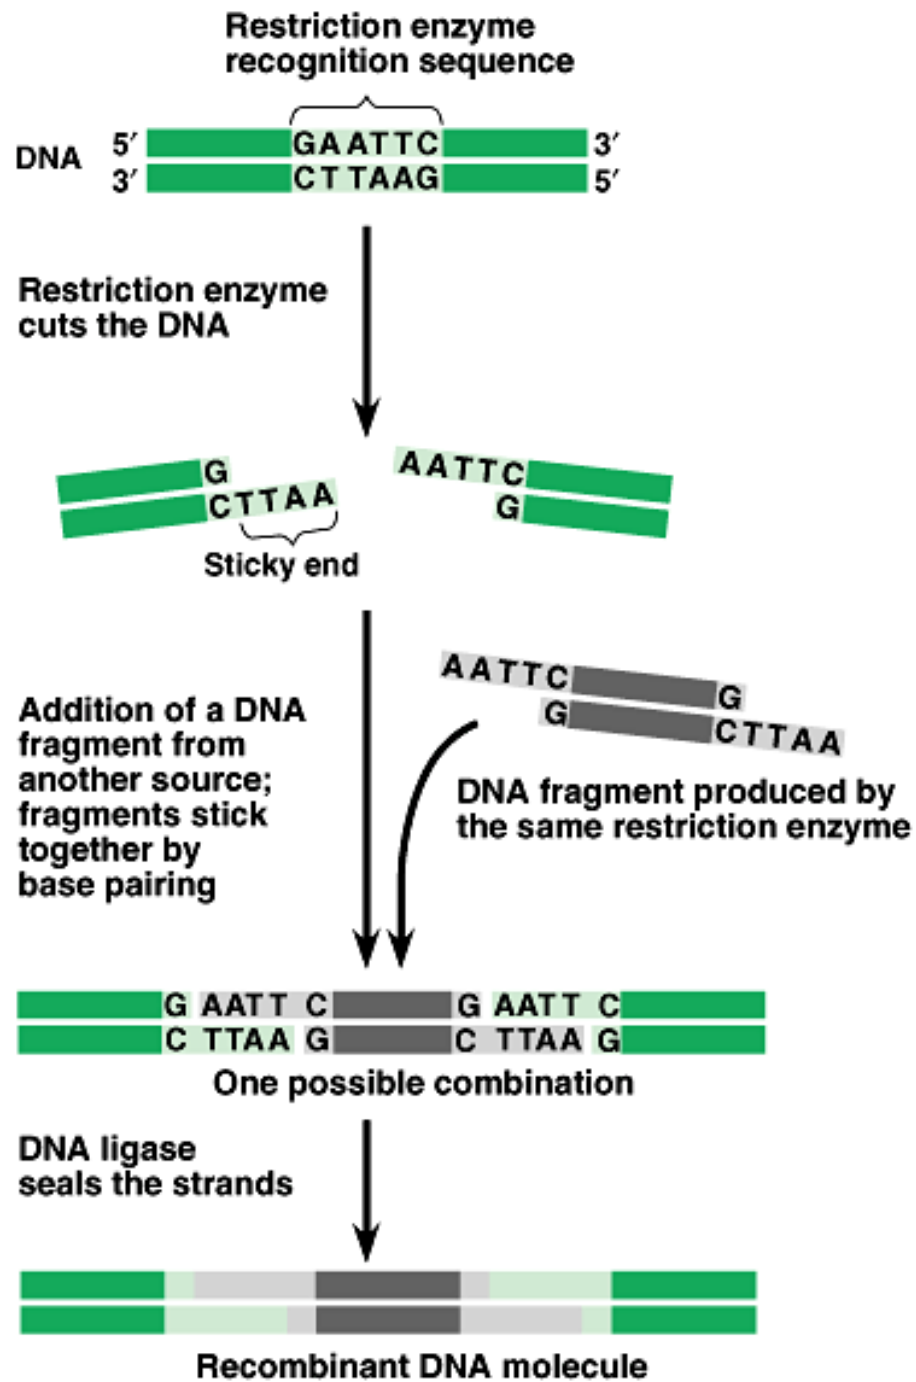 Restriction enzyme
recognition sequence
DNA
5′ GAATTC 3′
3′ CTTAAG 5′
Restriction enzyme
cuts the DNA
G
CTTAA
AATTC
G
Sticky end
AATTC G
G CTTAA
Addition of a DNA
fragment from
another source;
fragments stick
together by
base pairing
DNA fragment produced by
the same restriction enzyme
G AATT C G AATT C
C TTAA G C TTAA G
One possible combination
DNA ligase
seals the strands
Recombinant DNA molecule